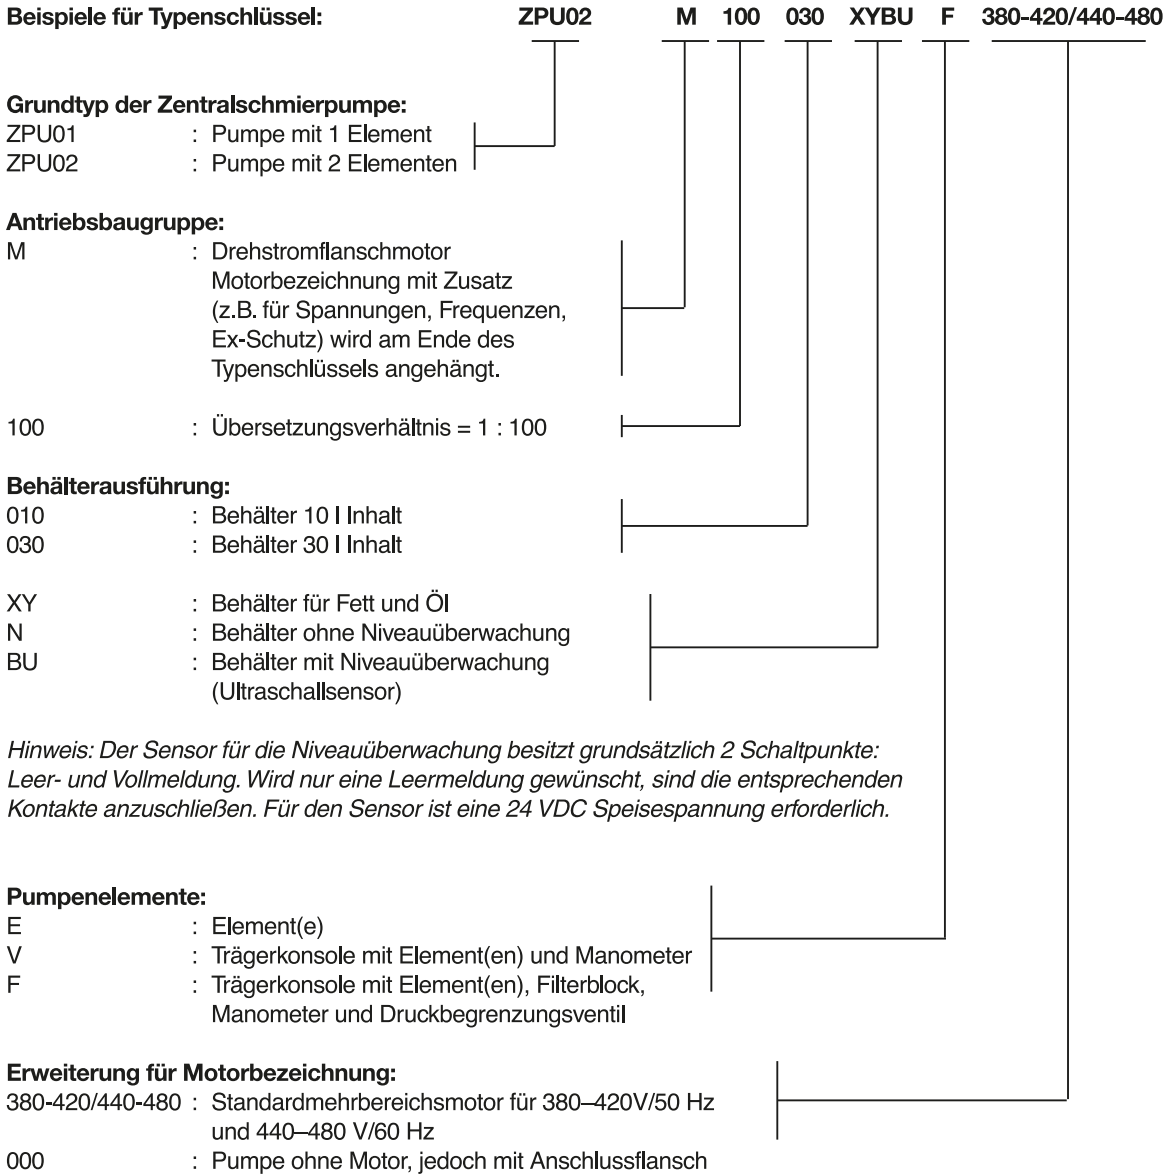 Beispiele für Typenschlüssel: ZPU02 M 100 030 XYBU F 380-420/440-480
Grundtyp der Zentralschmierpumpe:
ZPU01 : Pumpe mit 1 Element
ZPU02 : Pumpe mit 2 Elementen
Antriebsbaugruppe:
M : Drehstromflanschmotor
Motorbezeichnung mit Zusatz
(z.B. für Spannungen, Frequenzen,
Ex-Schutz) wird am Ende des
Typenschlüssels angehängt.
100 : Übersetzungsverhältnis = 1 : 100
Behälterausführung:
010 : Behälter 10 l Inhalt
030 : Behälter 30 l Inhalt
XY : Behälter für Fett und Öl
N : Behälter ohne Niveauüberwachung
BU : Behälter mit Niveauüberwachung
(Ultraschallsensor)
Hinweis: Der Sensor für die Niveauüberwachung besitzt grundsätzlich 2 Schaltpunkte:
Leer- und Vollmeldung. Wird nur eine Leermeldung gewünscht, sind die entsprechenden
Kontakte anzuschließen. Für den Sensor ist eine 24 VDC Speisespannung erforderlich.
Pumpenelemente:
E : Element(e)
V : Trägerkonsole mit Element(en) und Manometer
F : Trägerkonsole mit Element(en), Filterblock,
Manometer und Druckbegrenzungsventil
Erweiterung für Motorbezeichnung:
380-420/440-480 : Standardmehrbereichsmotor für 380–420V/50 Hz
und 440–480 V/60 Hz
000 : Pumpe ohne Motor, jedoch mit Anschlussflansch